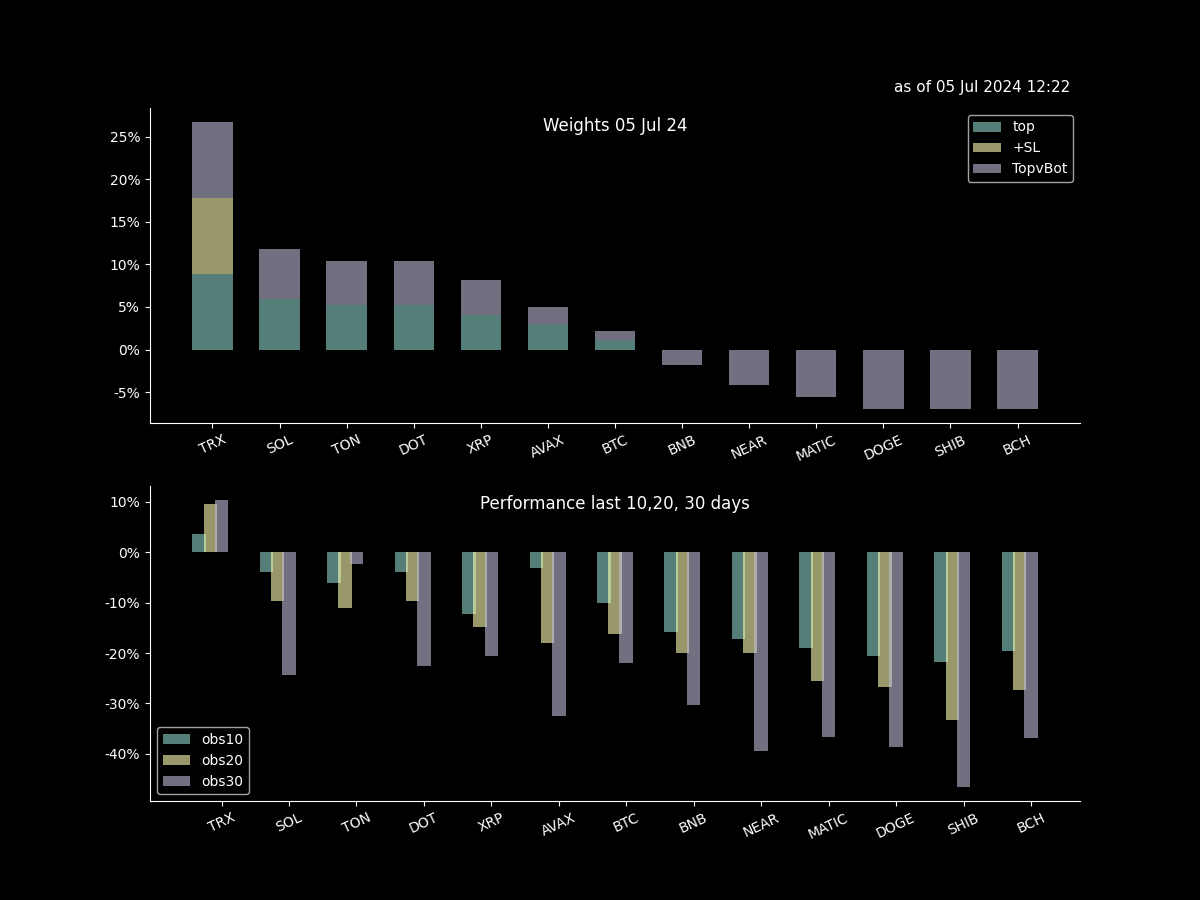 as of 05 Jul 2024 12:22
Weights 05 Jul 24
top
+SL
TopvBot
25%
20%
15%
10%
5%
0%
-5%
TRX SOL TON DOT XRP AVAX BTC BNB NEAR MATIC DOGE SHIB BCH
Performance last 10,20, 30 days
10%
0%
-10%
-20%
-30%
-40%
obs10
obs20
obs30
TRX SOL TON DOT XRP AVAX BTC BNB NEAR MATIC DOGE SHIB BCH